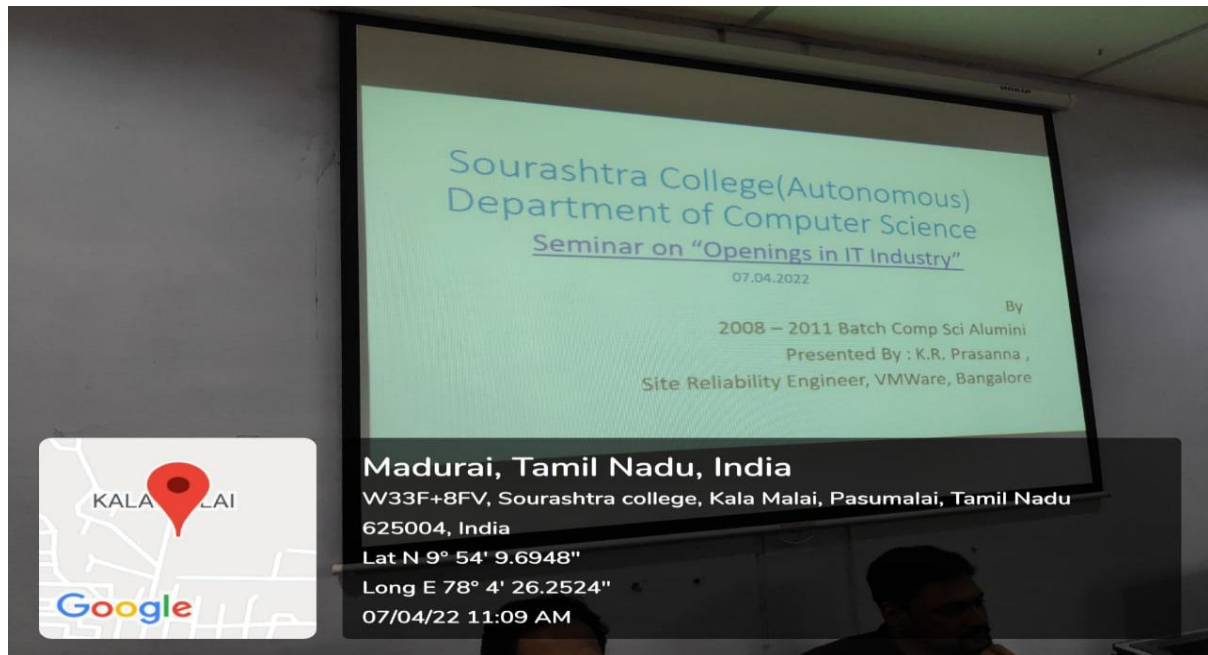 Sourashtra College(Autonomous)
Department of Computer Science
Seminar on “Openings in IT Industry”
07.04.2022
By
2008 – 2011 Batch Comp Sci Alumini
Presented By : K.R. Prasanna ,
Site Reliability Engineer, VMWare, Bangalore
KALA LAI
Google
Madurai, Tamil Nadu, India
W33F+8FV, Sourashtra college, Kala Malai, Pasumalai, Tamil Nadu
625004, India
Lat N 9° 54' 9.6948"
Long E 78° 4' 26.2524"
07/04/22 11:09 AM